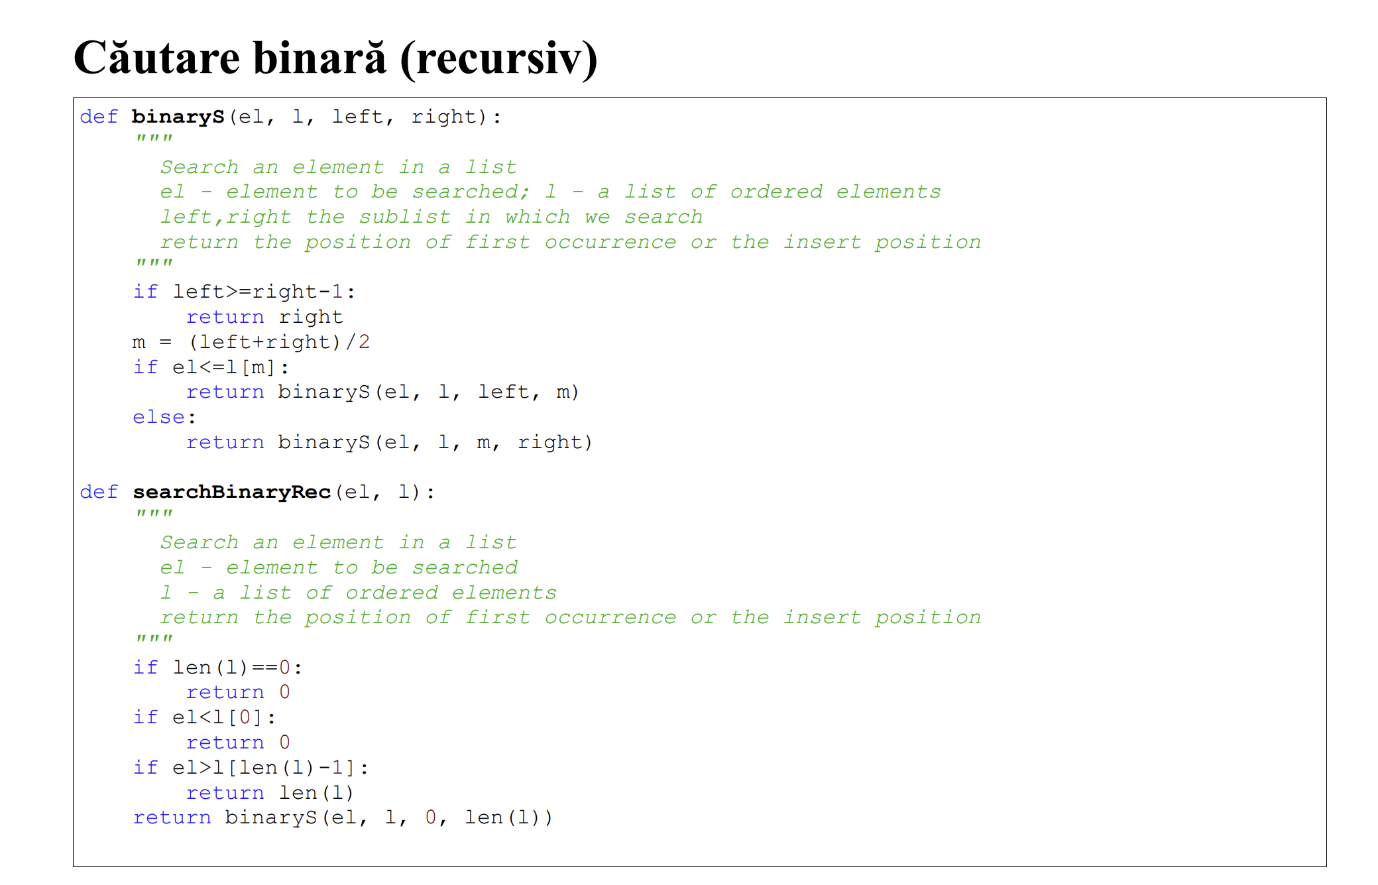 Căutare binară (recursiv)
def binaryS(el, l, left, right):
    """
      Search an element in a list
      el - element to be searched; l - a list of ordered elements
      left,right the sublist in which we search
      return the position of first occurrence or the insert position
    """
    if left>=right-1:
        return right
    m = (left+right)/2
    if el<=l[m]:
        return binaryS(el, l, left, m)
    else:
        return binaryS(el, l, m, right)

def searchBinaryRec(el, l):
    """
      Search an element in a list
      el - element to be searched
      l - a list of ordered elements
      return the position of first occurrence or the insert position
    """
    if len(l)==0:
        return 0
    if el<l[0]:
        return 0
    if el>l[len(l)-1]:
        return len(l)
    return binaryS(el, l, 0, len(l))